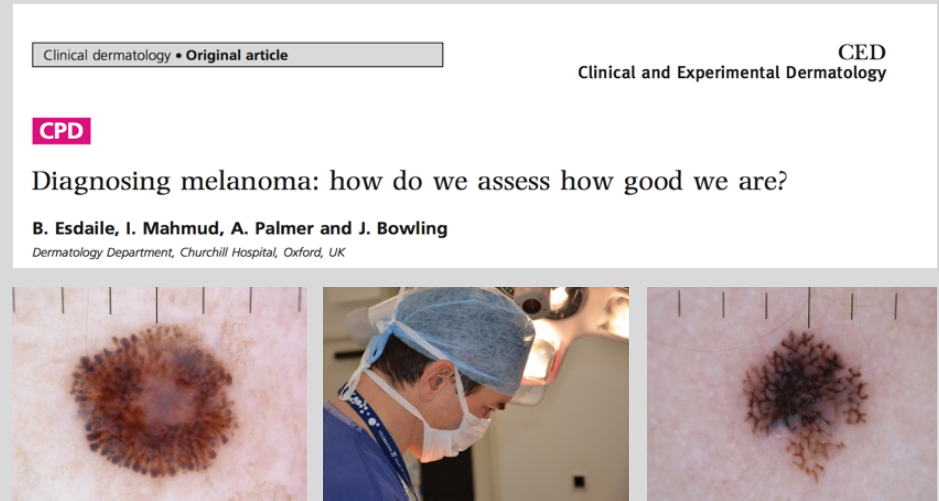 Clinical dermatology • Original article
CED
Clinical and Experimental Dermatology
CPD
Diagnosing melanoma: how do we assess how good we are?
B. Esdaile, I. Mahmud, A. Palmer and J. Bowling
Dermatology Department, Churchill Hospital, Oxford, UK